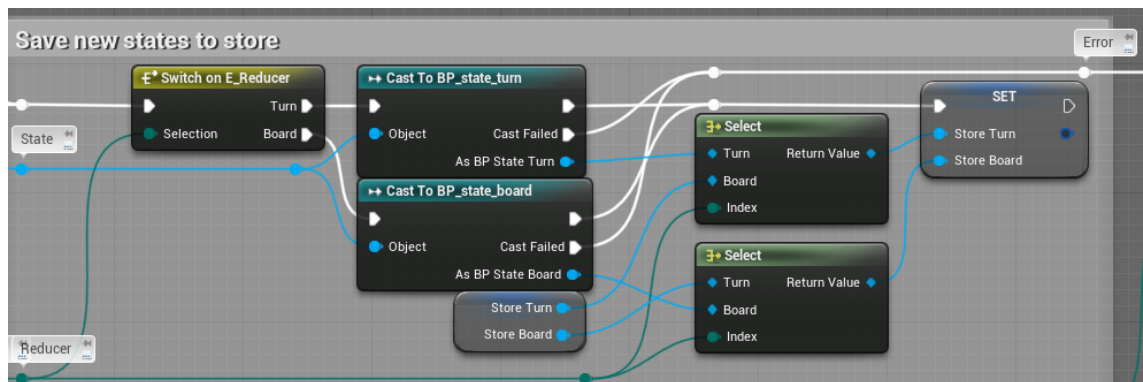 Save new states to store
Error
Switch on E_Reducer
Turn
Selection
Board
Cast To BP_state_turn
Object
Cast Failed
As BP State Turn
Cast To BP_state_board
Object
Cast Failed
As BP State Board
Store Turn
Store Board
Select
Turn
Return Value
Board
Index
Select
Turn
Return Value
Board
Index
SET
Store Turn
Store Board
State
Reducer